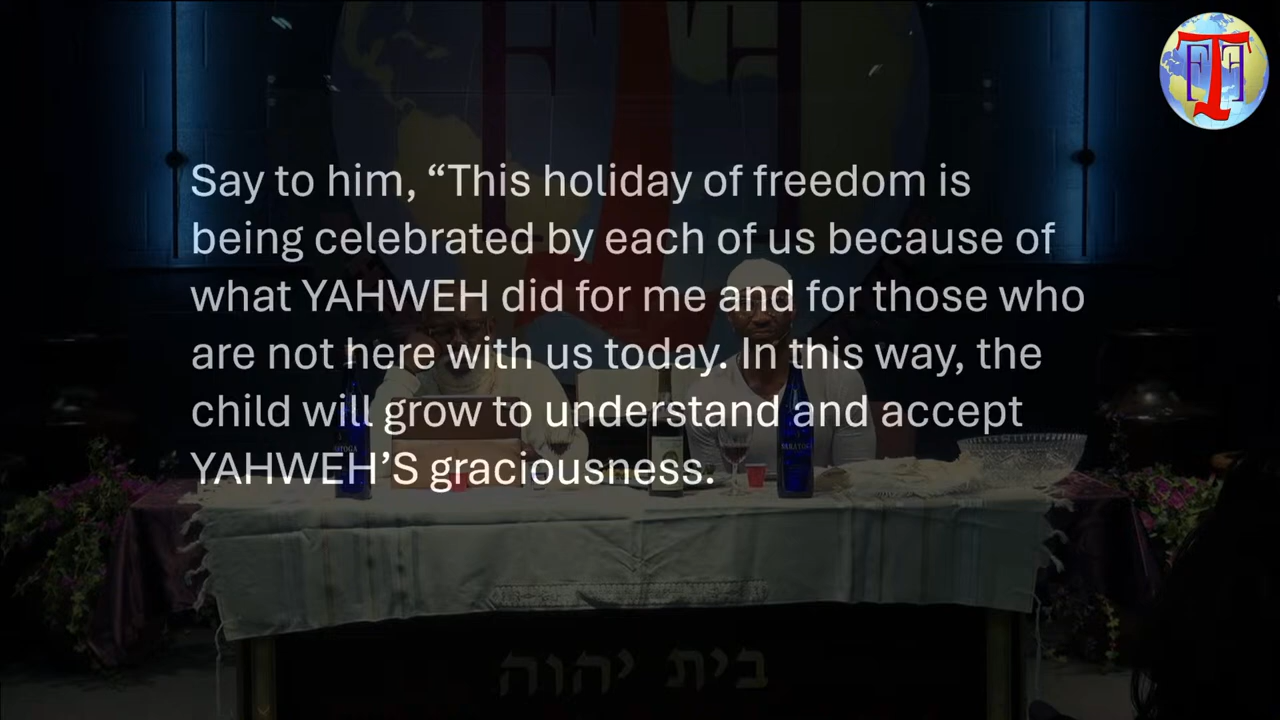 Say to him, “This holiday of freedom is
being celebrated by each of us because of
what YAHWEH did for me and for those who
are not here with us today. In this way, the
child will grow to understand and accept
YAHWEH’S graciousness.
בית יהוה